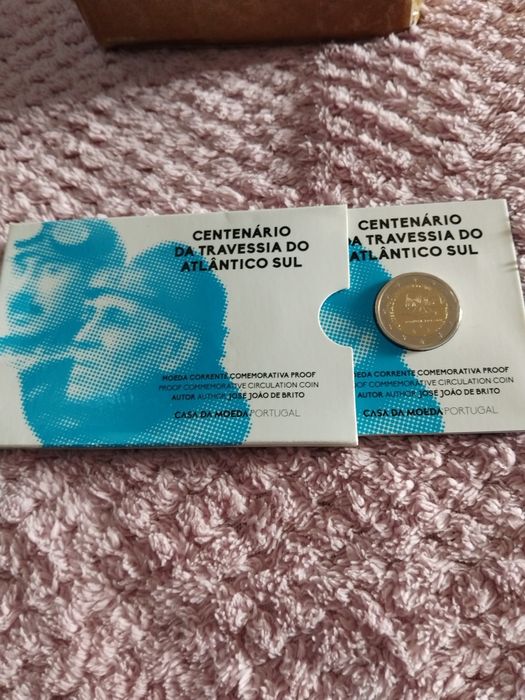 CENTENÁRIO
DA TRAVESSIA DO
ATLÂNTICO SUL
MOEDA CORRENTE COMEMORATIVA PROOF
PROOF COMMEMORATIVE CIRCULATION COIN
AUTOR AUTHOR JOSÉ JOÃO DE BRITO
CASA DA MOEDA PORTUGAL
CENTENÁRIO
DA TRAVESSIA DO
ATLÂNTICO SUL
MOEDA CORRENTE COMEMORATIVA PROOF
PROOF COMMEMORATIVE CIRCULATION COIN
AUTOR AUTHOR JOSÉ JOÃO DE BRITO
CASA DA MOEDA PORTUGAL